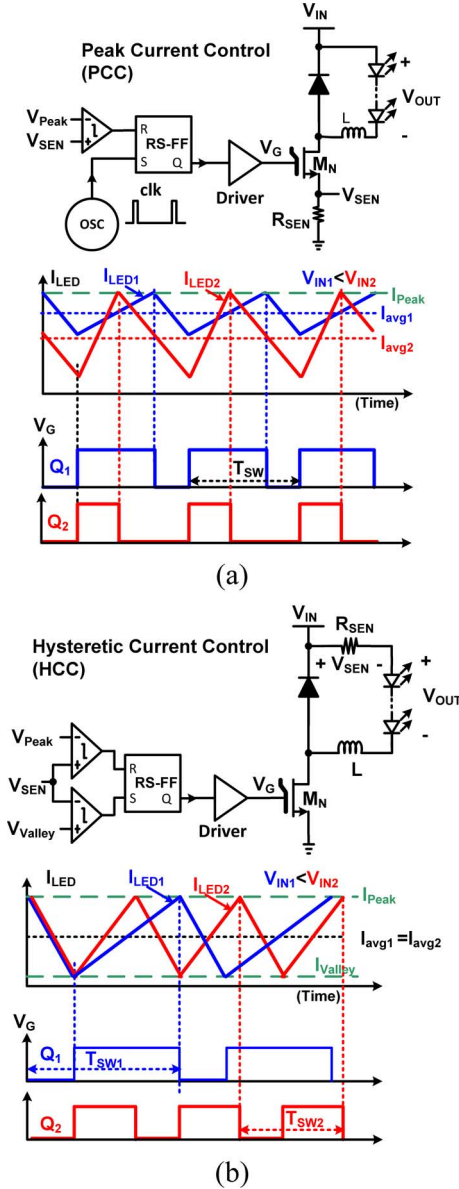 Peak Current Control
(PCC)
V_IN
+
V_OUT
-
L
V_Peak
V_SEN
R
S
RS-FF
Q
Driver
V_G
M_N
V_SEN
R_SEN
OSC
clk
I_LED
I_LED1
I_LED2
V_IN1<V_IN2
I_Peak
I_avg1
I_avg2
(Time)
V_G
Q_1
T_SW
Q_2
(a)
Hysteretic Current Control
(HCC)
V_IN
R_SEN
+ V_SEN -
+
V_OUT
-
L
V_Peak
V_SEN
V_Valley
R
S
RS-FF
Q
Driver
V_G
M_N
I_LED
I_LED1
I_LED2
V_IN1<V_IN2
I_Peak
I_avg1 =I_avg2
I_Valley
(Time)
V_G
Q_1
T_SW1
Q_2
T_SW2
(b)